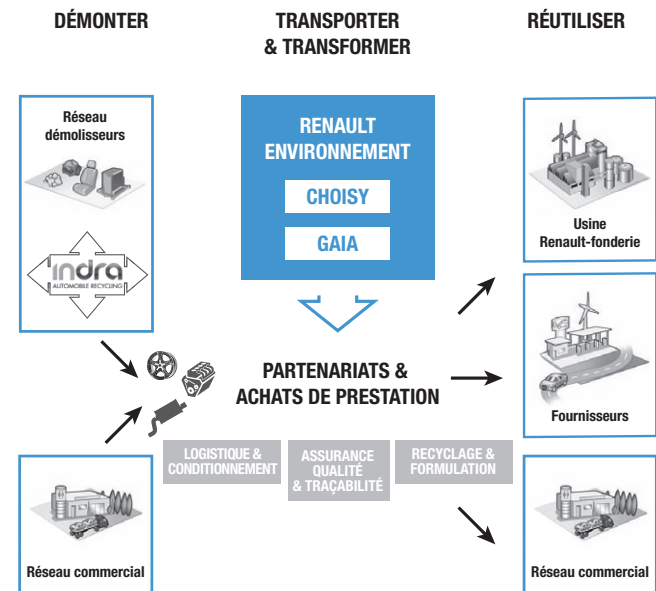 DÉMONTER
TRANSPORTER
& TRANSFORMER
RÉUTILISER
Réseau
démolisseurs
indra
AUTOMOBILE RECYCLING
RENAULT
ENVIRONNEMENT
CHOISY
GAIA
Usine
Renault-fonderie
PARTENARIATS &
ACHATS DE PRESTATION
Fournisseurs
LOGISTIQUE &
CONDITIONNEMENT
ASSURANCE
QUALITÉ
& TRAÇABILITÉ
RECYCLAGE &
FORMULATION
Réseau commercial
Réseau commercial